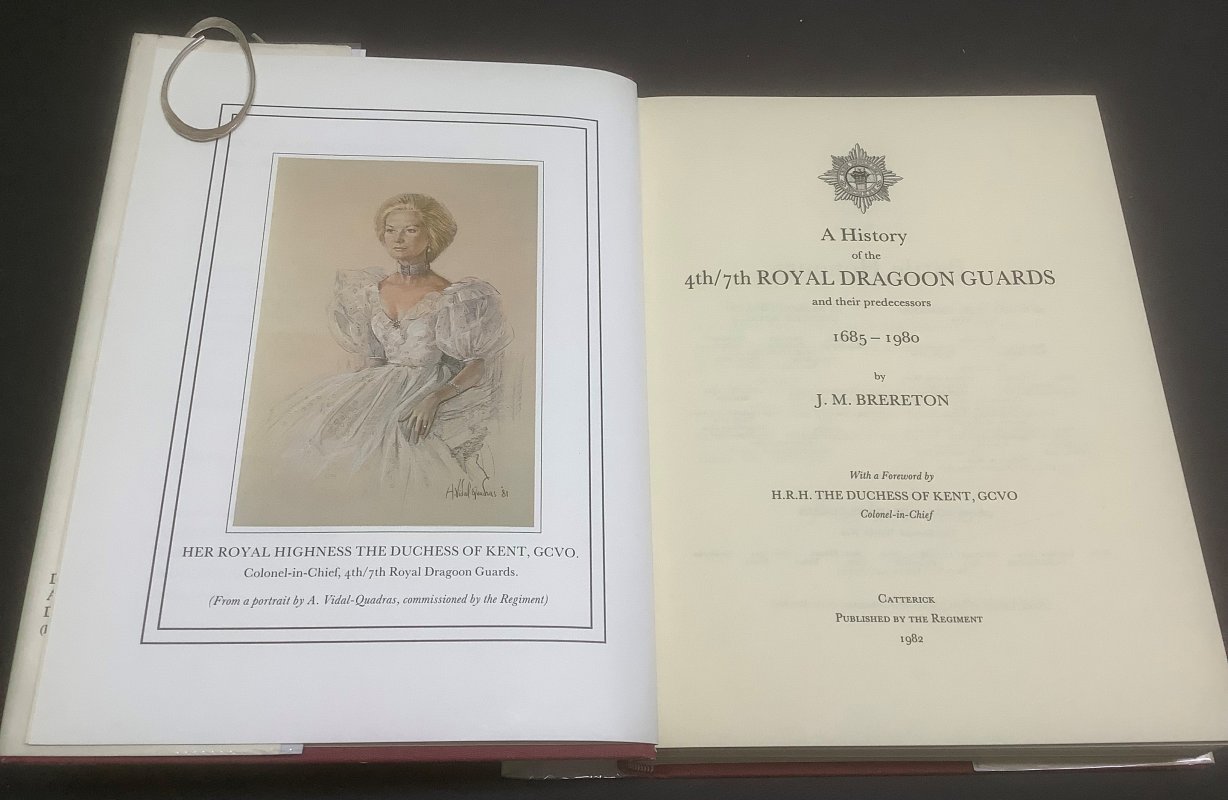 A Vidal-Quadras '81
HER ROYAL HIGHNESS THE DUCHESS OF KENT, GCVO.
Colonel-in-Chief, 4th/7th Royal Dragoon Guards.
(From a portrait by A. Vidal-Quadras, commissioned by the Regiment)
A History
of the
4th/7th ROYAL DRAGOON GUARDS
and their predecessors
1685 – 1980
by
J. M. BRERETON
With a Foreword by
H.R.H. THE DUCHESS OF KENT, GCVO
Colonel-in-Chief
CATTERICK
PUBLISHED BY THE REGIMENT
1982